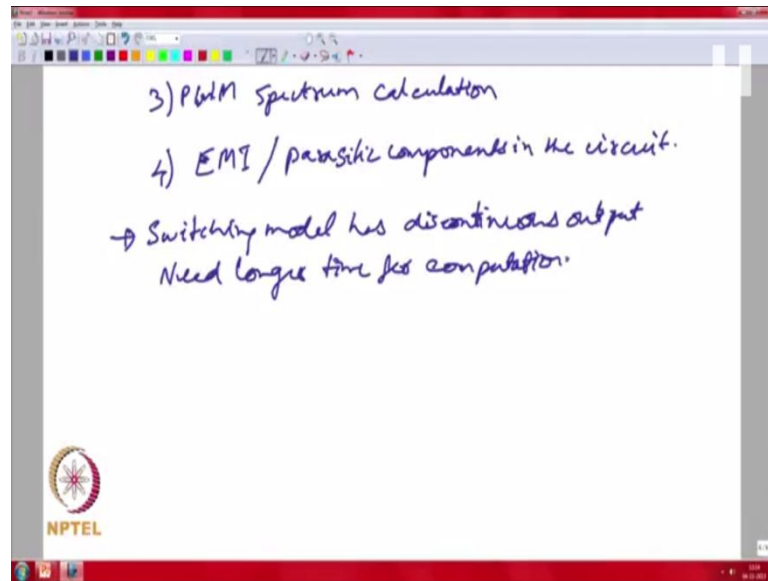 3) PWM spectrum calculation
4) EMI / parasitic components in the circuit.
→ Switching model has discontinuous output
Need longer time for computation.
NPTEL